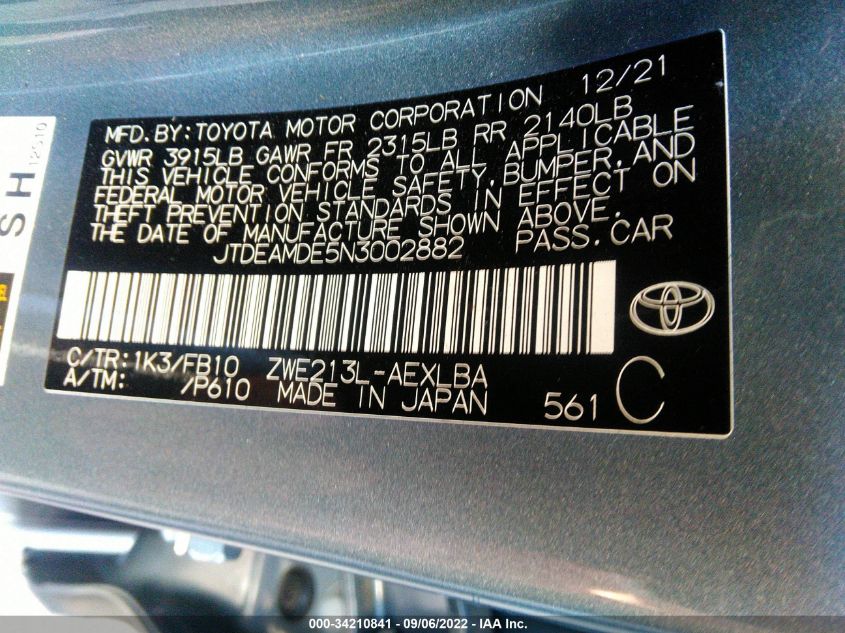 12/21
MFD.BY:TOYOTA MOTOR CORPORATION
GVWR 3915LB GAWR FR 2315LB RR 2140LB
THIS VEHICLE CONFORMS TO ALL APPLICABLE
FEDERAL MOTOR VEHICLE SAFETY,BUMPER,AND
THEFT PREVENTION STANDARDS IN EFFECT ON
THE DATE OF MANUFACTURE SHOWN ABOVE.
JTDEAMDE5N3002882 PASS.CAR
C/TR:1K3/FB10 ZWE213L-AEXLBA
A/TM: /P610 MADE IN JAPAN 561 C
SH
000-34210841 / 09/06/2022 - © IAA Inc.